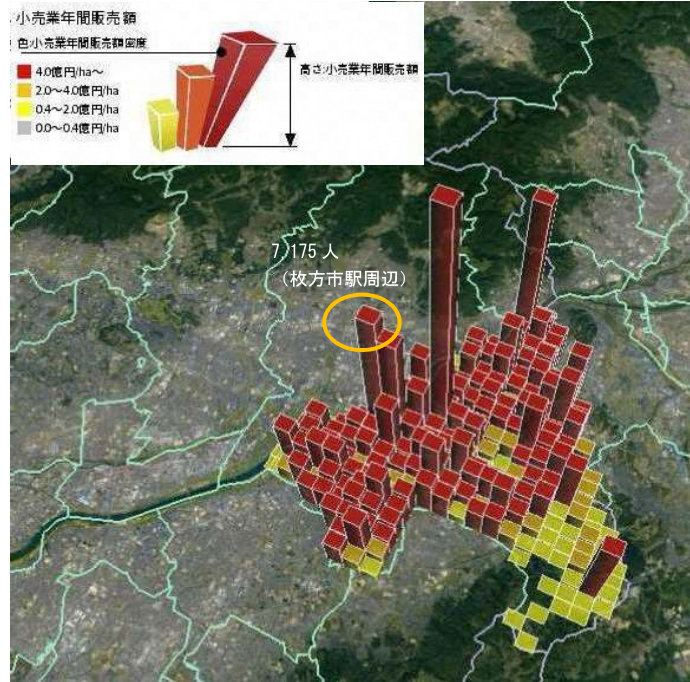 小売業年間販売額
色:小売業年間販売額密度
4.0億円/ha～
2.0～4.0億円/ha
0.4～2.0億円/ha
0.0～0.4億円/ha
高さ:小売業年間販売額
7,175人
（枚方市駅周辺）